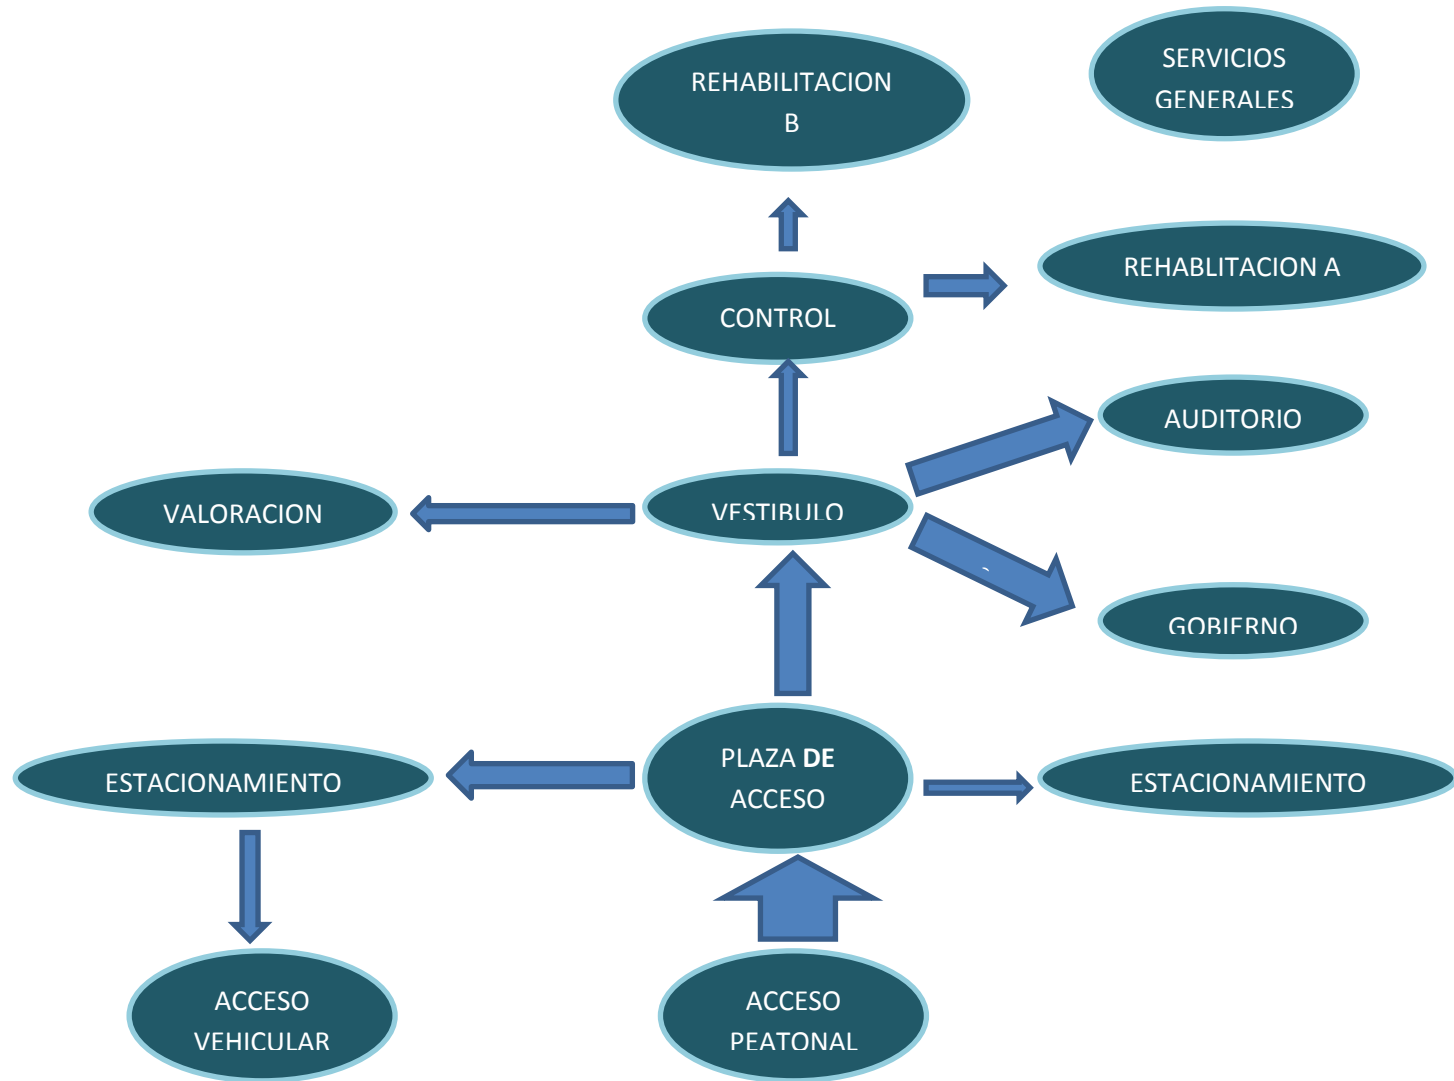 REHABILITACION
B
SERVICIOS
GENERALES
REHABLITACION A
CONTROL
AUDITORIO
VALORACION
VESTIBULO
GOBIERNO
PLAZA DE
ACCESO
ESTACIONAMIENTO
ESTACIONAMIENTO
ACCESO
VEHICULAR
ACCESO
PEATONAL